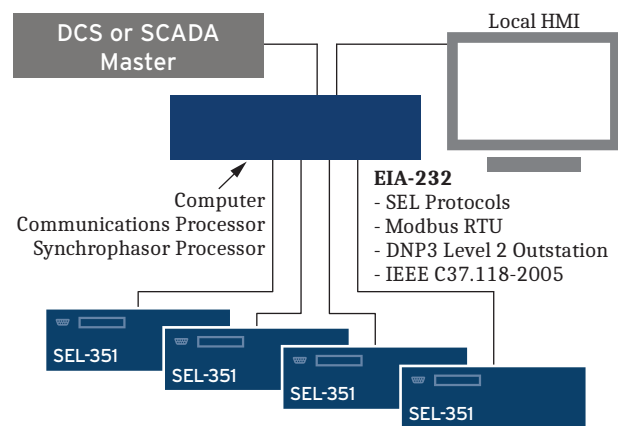 DCS or SCADA
Master
Local HMI
Computer
Communications Processor
Synchrophasor Processor
EIA-232
- SEL Protocols
- Modbus RTU
- DNP3 Level 2 Outstation
- IEEE C37.118-2005
SEL-351
SEL-351
SEL-351
SEL-351